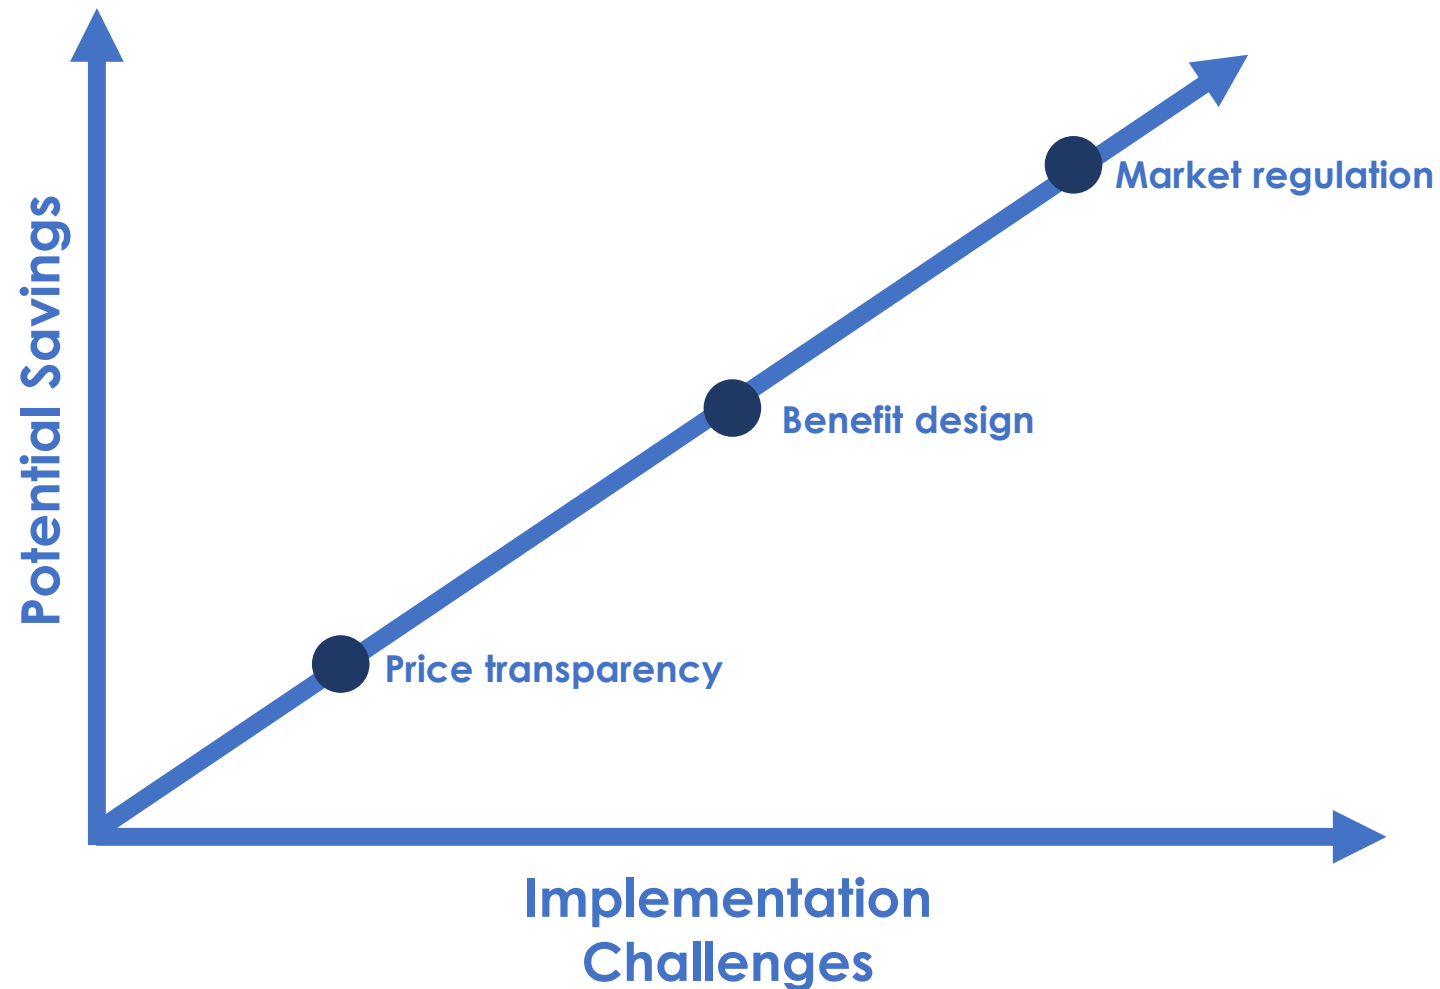 Potential Savings
Market regulation
Benefit design
Price transparency
Implementation
Challenges